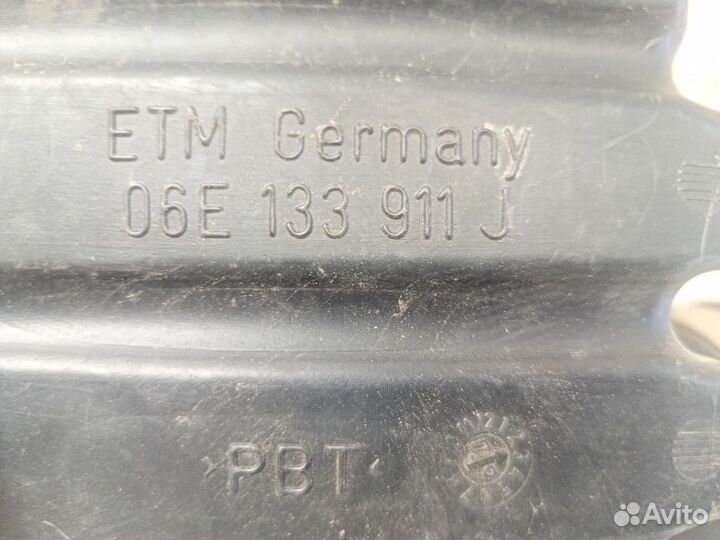 ETM Germany
06E 133 911 J
>PBT<
Avito